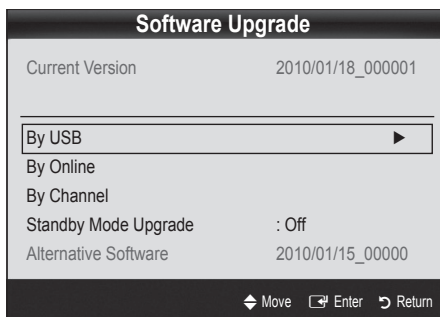 Software Upgrade
Current Version 2010/01/18_000001
By USB
By Online
By Channel
Standby Mode Upgrade : Off
Alternative Software 2010/01/15_00000
Move Enter Return